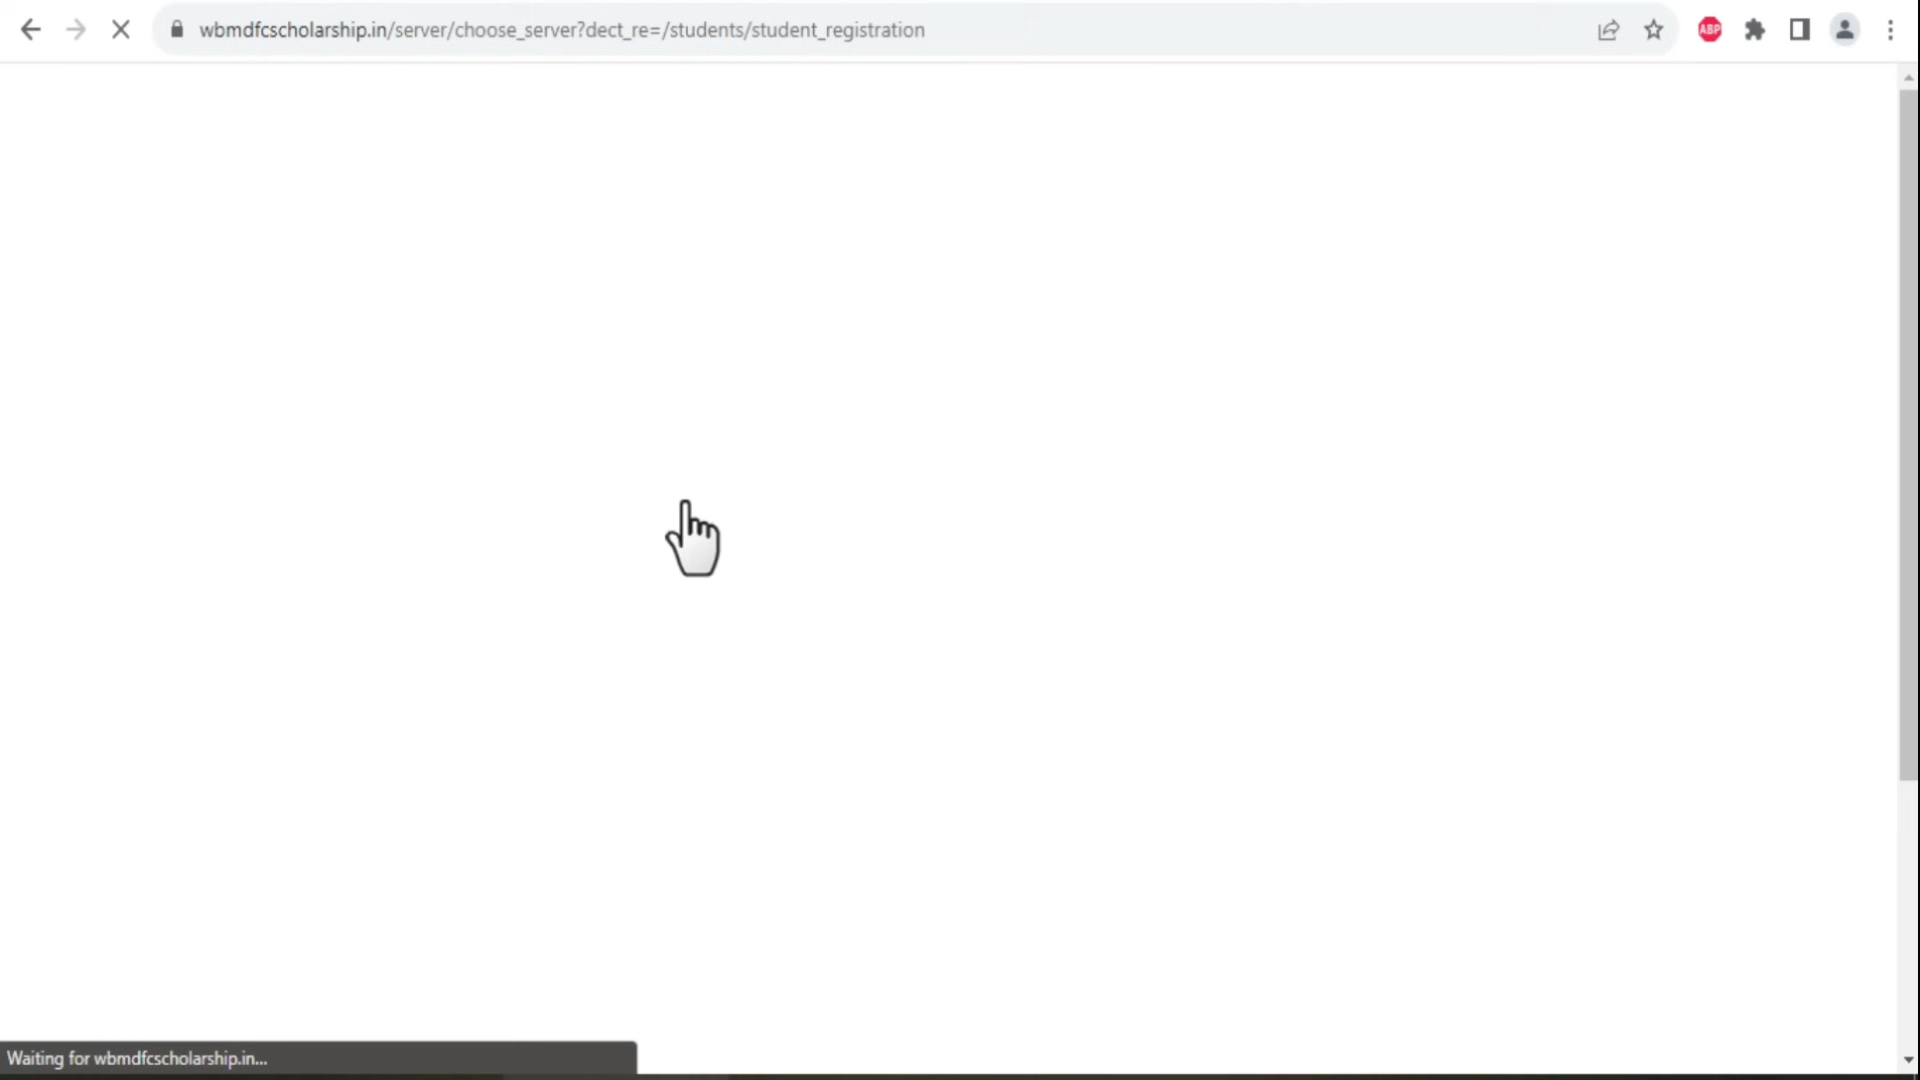 wbmdfcscholarship.in/server/choose_server?dect_re=/students/student_registration
ABP
Waiting for wbmdfcscholarship.in...